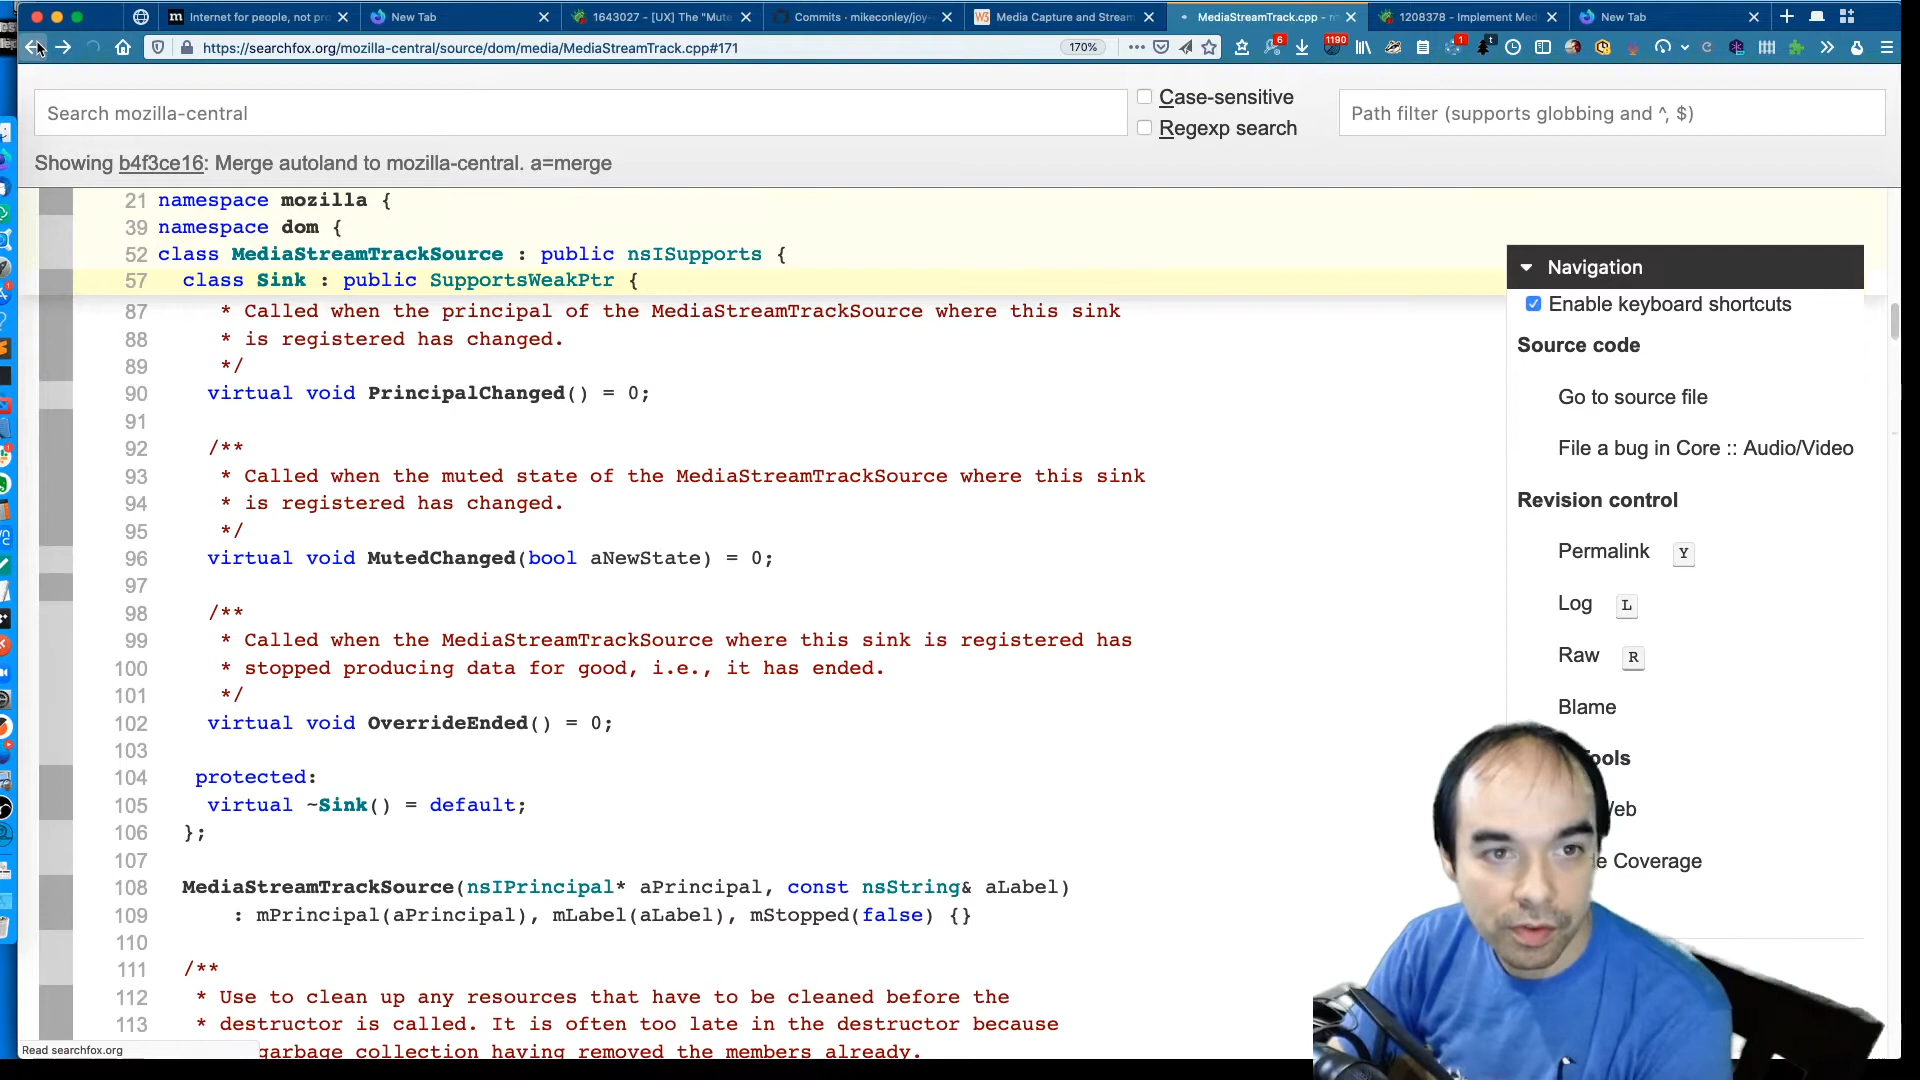 Internet for people, not pro
New Tab
1643027 - [UX] The "Mute
Commits · mikeconley/joy-
Media Capture and Stream
MediaStreamTrack.cpp - m
1208378 - Implement Med
New Tab
https://searchfox.org/mozilla-central/source/dom/media/MediaStreamTrack.cpp#171
170%
6
1190
1
t
Search mozilla-central
Case-sensitive
Regexp search
Path filter (supports globbing and ^, $)
Showing b4f3ce16: Merge autoland to mozilla-central. a=merge
21 namespace mozilla {
39 namespace dom {
52 class MediaStreamTrackSource : public nsISupports {
57 class Sink : public SupportsWeakPtr {
87 * Called when the principal of the MediaStreamTrackSource where this sink
88 * is registered has changed.
89 */
90 virtual void PrincipalChanged() = 0;
91
92 /**
93 * Called when the muted state of the MediaStreamTrackSource where this sink
94 * is registered has changed.
95 */
96 virtual void MutedChanged(bool aNewState) = 0;
97
98 /**
99 * Called when the MediaStreamTrackSource where this sink is registered has
100 * stopped producing data for good, i.e., it has ended.
101 */
102 virtual void OverrideEnded() = 0;
103
104 protected:
105 virtual ~Sink() = default;
106 };
107
108 MediaStreamTrackSource(nsIPrincipal* aPrincipal, const nsString& aLabel)
109 : mPrincipal(aPrincipal), mLabel(aLabel), mStopped(false) {}
110
111 /**
112 * Use to clean up any resources that have to be cleaned before the
113 * destructor is called. It is often too late in the destructor because
garbage collection having removed the members already.
Navigation
Enable keyboard shortcuts
Source code
Go to source file
File a bug in Core :: Audio/Video
Revision control
Permalink Y
Log L
Raw R
Blame
ools
eb
e Coverage
Read searchfox.org